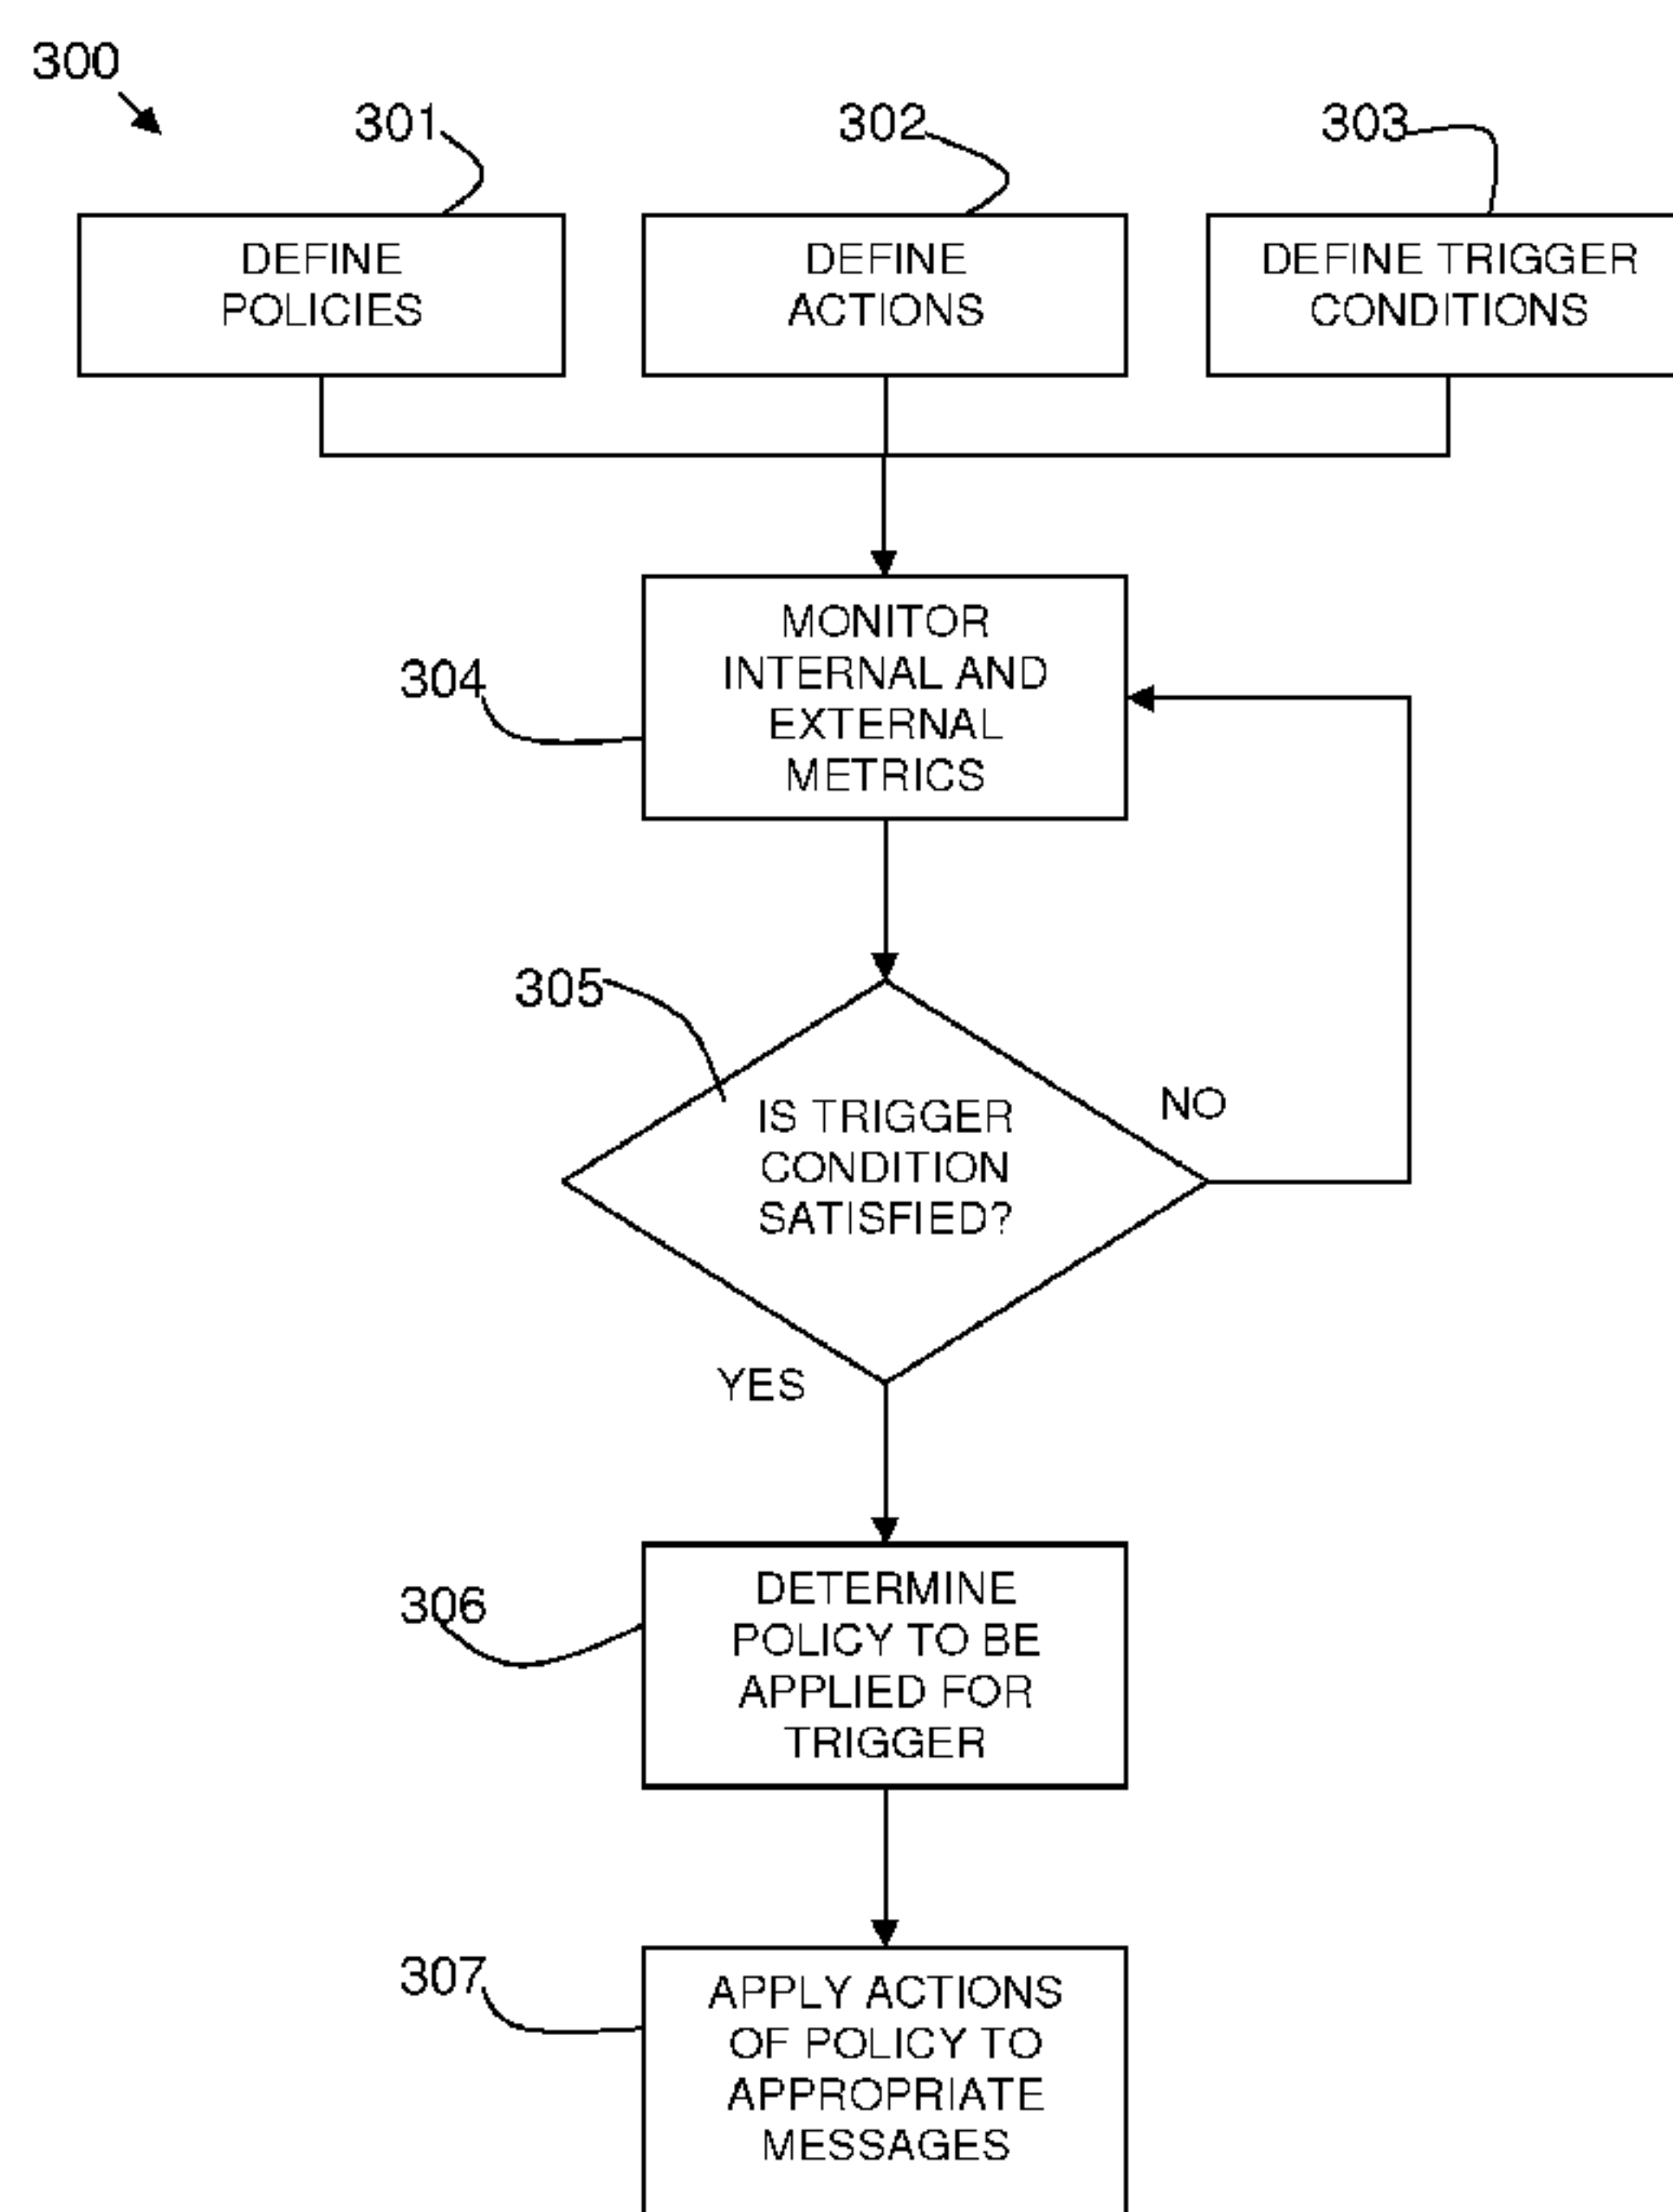 300
301
302
303
DEFINE
POLICIES
DEFINE
ACTIONS
DEFINE TRIGGER
CONDITIONS
304
MONITOR
INTERNAL AND
EXTERNAL
METRICS
305
IS TRIGGER
CONDITION
SATISFIED?
NO
YES
306
DETERMINE
POLICY TO BE
APPLIED FOR
TRIGGER
307
APPLY ACTIONS
OF POLICY TO
APPROPRIATE
MESSAGES